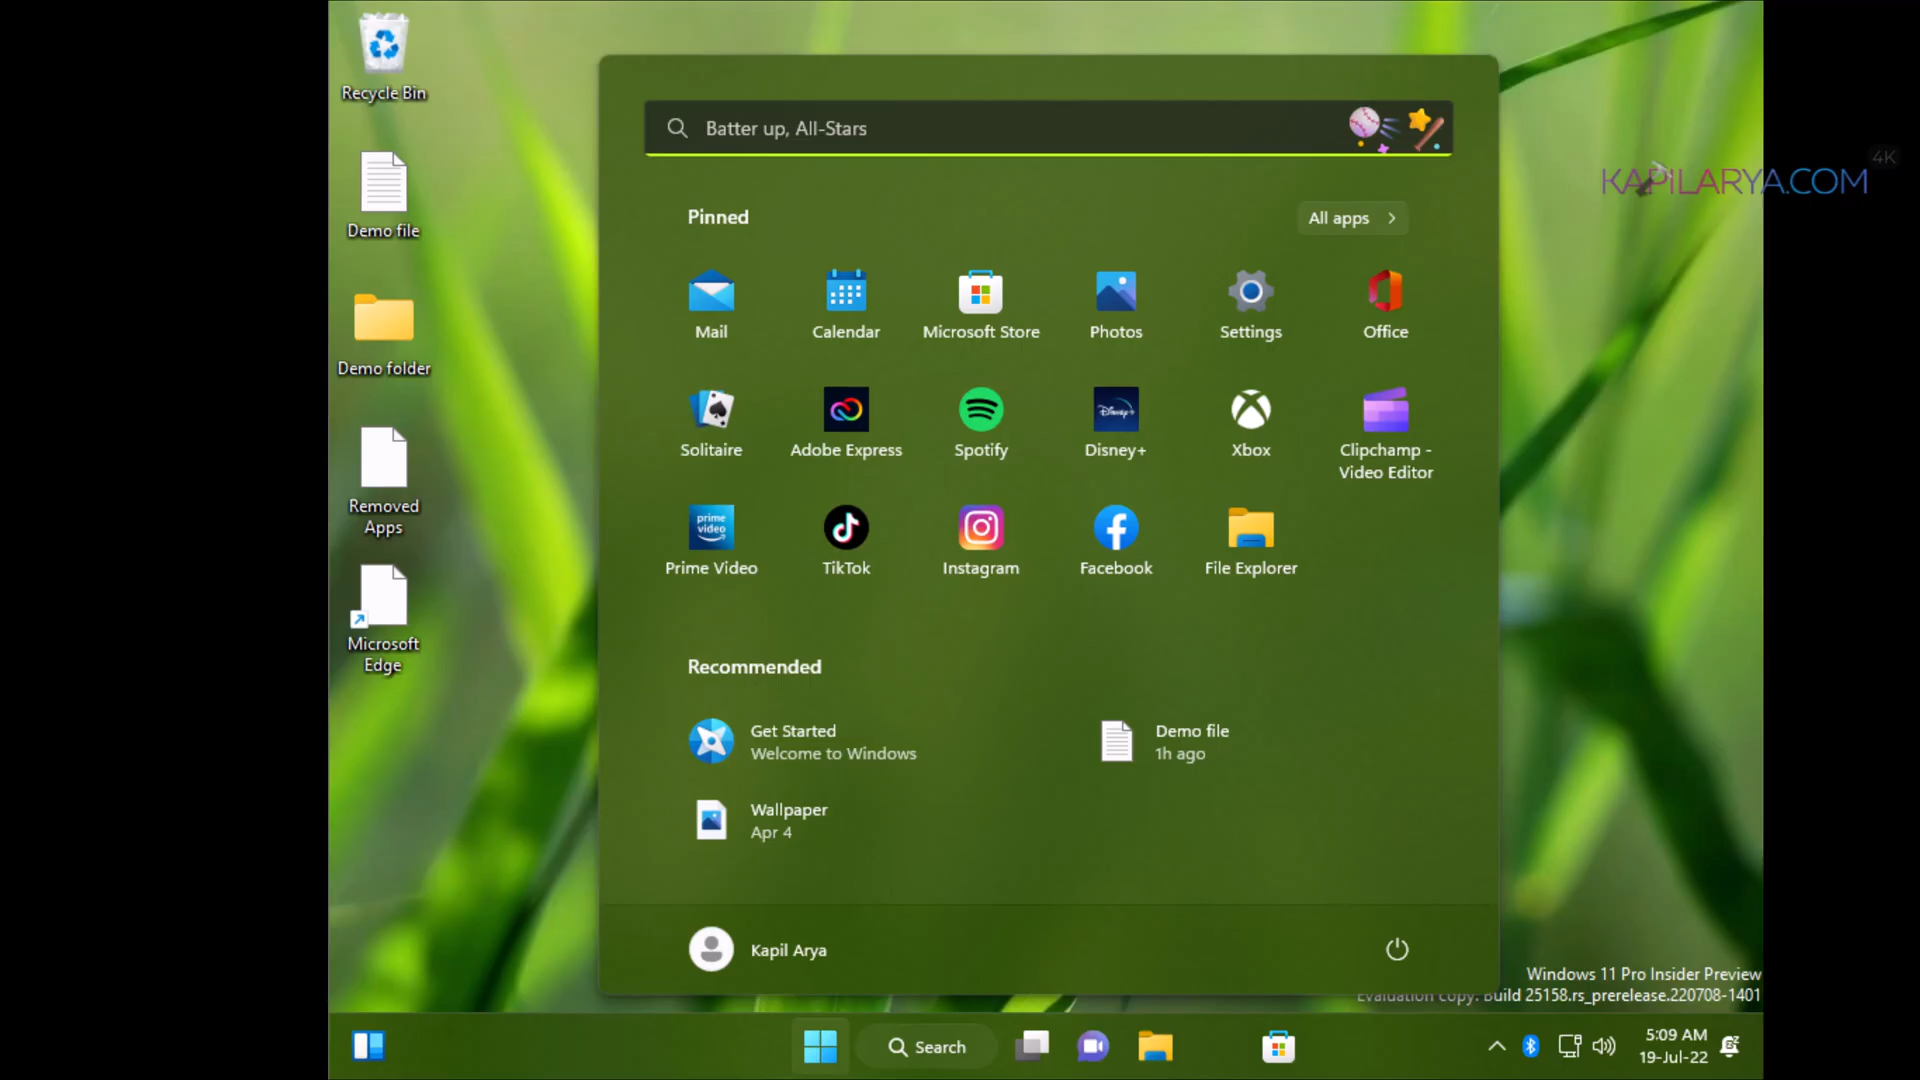 Recycle Bin
Demo file
Demo folder
Removed
Apps
Microsoft
Edge
Batter up, All-Stars
Pinned
All apps
Mail
Calendar
Microsoft Store
Photos
Settings
Office
Solitaire
Adobe Express
Spotify
Disney+
Disney+
Xbox
Clipchamp -
Video Editor
prime
video
Prime Video
TikTok
Instagram
Facebook
File Explorer
Recommended
Get Started
Welcome to Windows
Demo file
1h ago
Wallpaper
Apr 4
Kapil Arya
4K
KAPILARYA.COM
Windows 11 Pro Insider Preview
Evaluation copy. Build 25158.rs_prerelease.220708-1401
Search
5:09 AM
19-Jul-22